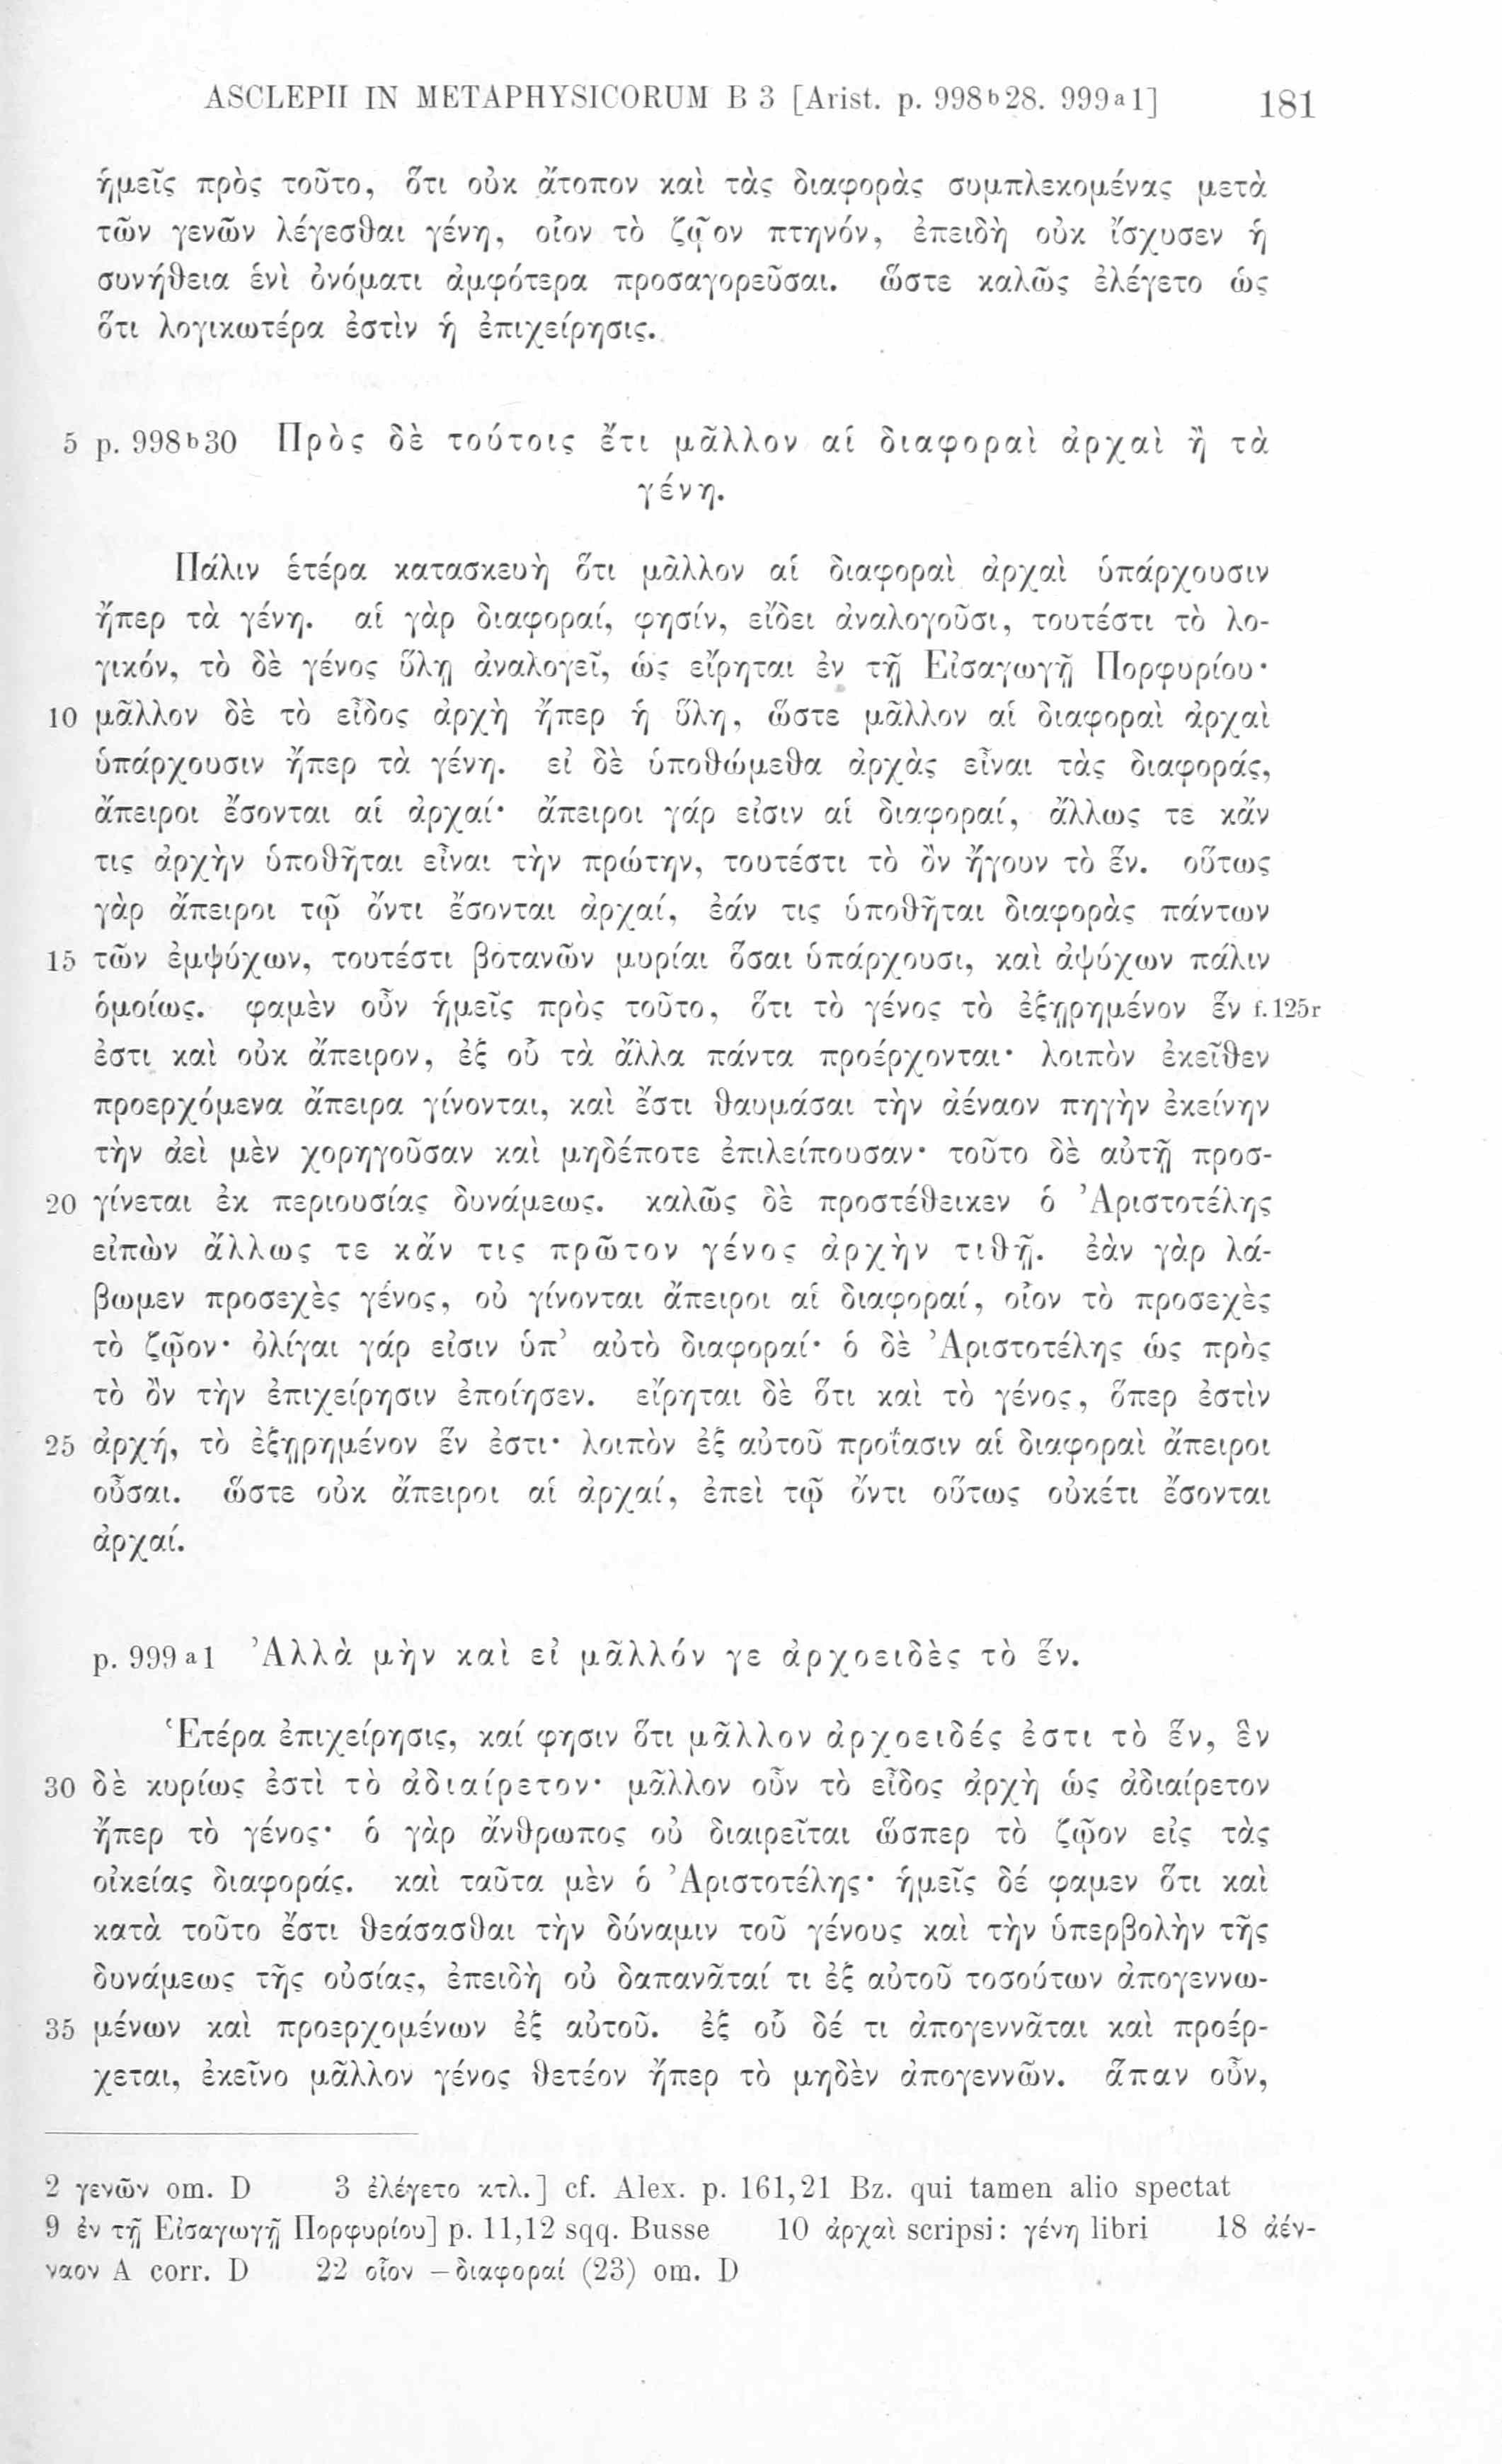 ASCLEPII IN METAPHYSICORUM B 3 [Arist. p. 998ᵇ28. 999ᵃ1] 181
ἡμεῖς πρὸς τοῦτο, ὅτι οὐκ ἄτοπον καὶ τὰς διαφορὰς συμπλεκομένας μετὰ
τῶν γενῶν λέγεσθαι γένη, οἷον τὸ ζῷον πτηνόν, ἐπειδὴ οὐκ ἴσχυσεν ἡ
συνήθεια ἑνὶ ὀνόματι ἀμφότερα προσαγορεῦσαι. ὥστε καλῶς ἐλέγετο ὡς
ὅτι λογικωτέρα ἐστὶν ἡ ἐπιχείρησις.
5 p. 998ᵇ30 Πρὸς δὲ τούτοις ἔτι μᾶλλον αἱ διαφοραὶ ἀρχαὶ ἢ τὰ
γένη.
Πάλιν ἑτέρα κατασκευὴ ὅτι μᾶλλον αἱ διαφοραὶ ἀρχαὶ ὑπάρχουσιν
ἤπερ τὰ γένη. αἱ γὰρ διαφοραί, φησίν, εἴδει ἀναλογοῦσι, τουτέστι τὸ λο-
γικόν, τὸ δὲ γένος ὕλῃ ἀναλογεῖ, ὡς εἴρηται ἐν τῇ Εἰσαγωγῇ Πορφυρίου·
10 μᾶλλον δὲ τὸ εἶδος ἀρχὴ ἤπερ ἡ ὕλη, ὥστε μᾶλλον αἱ διαφοραὶ ἀρχαὶ
ὑπάρχουσιν ἤπερ τὰ γένη. εἰ δὲ ὑποθώμεθα ἀρχὰς εἶναι τὰς διαφοράς,
ἄπειροι ἔσονται αἱ ἀρχαί· ἄπειροι γάρ εἰσιν αἱ διαφοραί, ἄλλως τε κἄν
τις ἀρχὴν ὑποθῆται εἶναι τὴν πρώτην, τουτέστι τὸ ὂν ἤγουν τὸ ἕν. οὕτως
γὰρ ἄπειροι τῷ ὄντι ἔσονται ἀρχαί, ἐάν τις ὑποθῆται διαφορὰς πάντων
15 τῶν ἐμψύχων, τουτέστι βοτανῶν μυρίαι ὅσαι ὑπάρχουσι, καὶ ἀψύχων πάλιν
ὁμοίως. φαμὲν οὖν ἡμεῖς πρὸς τοῦτο, ὅτι τὸ γένος τὸ ἐξῃρημένον ἕν f. 125r
ἐστι καὶ οὐκ ἄπειρον, ἐξ οὗ τὰ ἄλλα πάντα προέρχονται· λοιπὸν ἐκεῖθεν
προερχόμενα ἄπειρα γίνονται, καὶ ἔστι θαυμάσαι τὴν ἀέναον πηγὴν ἐκείνην
τὴν ἀεὶ μὲν χορηγοῦσαν καὶ μηδέποτε ἐπιλείπουσαν· τοῦτο δὲ αὐτῇ προσ-
20 γίνεται ἐκ περιουσίας δυνάμεως. καλῶς δὲ προστέθεικεν ὁ Ἀριστοτέλης
εἰπὼν ἄλλως τε κἄν τις πρῶτον γένος ἀρχὴν τιθῇ. ἐὰν γὰρ λά-
βωμεν προσεχὲς γένος, οὐ γίνονται ἄπειροι αἱ διαφοραί, οἷον τὸ προσεχὲς
τὸ ζῷον· ὀλίγαι γάρ εἰσιν ὑπ’ αὐτὸ διαφοραί· ὁ δὲ Ἀριστοτέλης ὡς πρὸς
τὸ ὂν τὴν ἐπιχείρησιν ἐποίησεν. εἴρηται δὲ ὅτι καὶ τὸ γένος, ὅπερ ἐστὶν
25 ἀρχή, τὸ ἐξῃρημένον ἕν ἐστι· λοιπὸν ἐξ αὐτοῦ προΐασιν αἱ διαφοραὶ ἄπειροι
οὖσαι. ὥστε οὐκ ἄπειροι αἱ ἀρχαί, ἐπεὶ τῷ ὄντι οὕτως οὐκέτι ἔσονται
ἀρχαί.
p. 999ᵃ1 Ἀλλὰ μὴν καὶ εἰ μᾶλλόν γε ἀρχοειδὲς τὸ ἕν.
Ἑτέρα ἐπιχείρησις, καί φησιν ὅτι μᾶλλον ἀρχοειδές ἐστι τὸ ἕν, ἓν
30 δὲ κυρίως ἐστὶ τὸ ἀδιαίρετον· μᾶλλον οὖν τὸ εἶδος ἀρχὴ ὡς ἀδιαίρετον
ἤπερ τὸ γένος· ὁ γὰρ ἄνθρωπος οὐ διαιρεῖται ὥσπερ τὸ ζῷον εἰς τὰς
οἰκείας διαφοράς. καὶ ταῦτα μὲν ὁ Ἀριστοτέλης· ἡμεῖς δέ φαμεν ὅτι καὶ
κατὰ τοῦτο ἔστι θεάσασθαι τὴν δύναμιν τοῦ γένους καὶ τὴν ὑπερβολὴν τῆς
δυνάμεως τῆς οὐσίας, ἐπειδὴ οὐ δαπανᾶταί τι ἐξ αὐτοῦ τοσούτων ἀπογεννω-
35 μένων καὶ προερχομένων ἐξ αὐτοῦ. ἐξ οὗ δέ τι ἀπογεννᾶται καὶ προέρ-
χεται, ἐκεῖνο μᾶλλον γένος θετέον ἤπερ τὸ μηδὲν ἀπογεννῶν. ἅπαν οὖν,
2 γενῶν om. D 3 ἐλέγετο κτλ.] cf. Alex. p. 161,21 Bz. qui tamen alio spectat
9 ἐν τῇ Εἰσαγωγῇ Πορφυρίου] p. 11,12 sqq. Busse 10 ἀρχαὶ scripsi: γένη libri 18 ἀέν-
ναον A corr. D 22 οἷον – διαφοραί (23) om. D